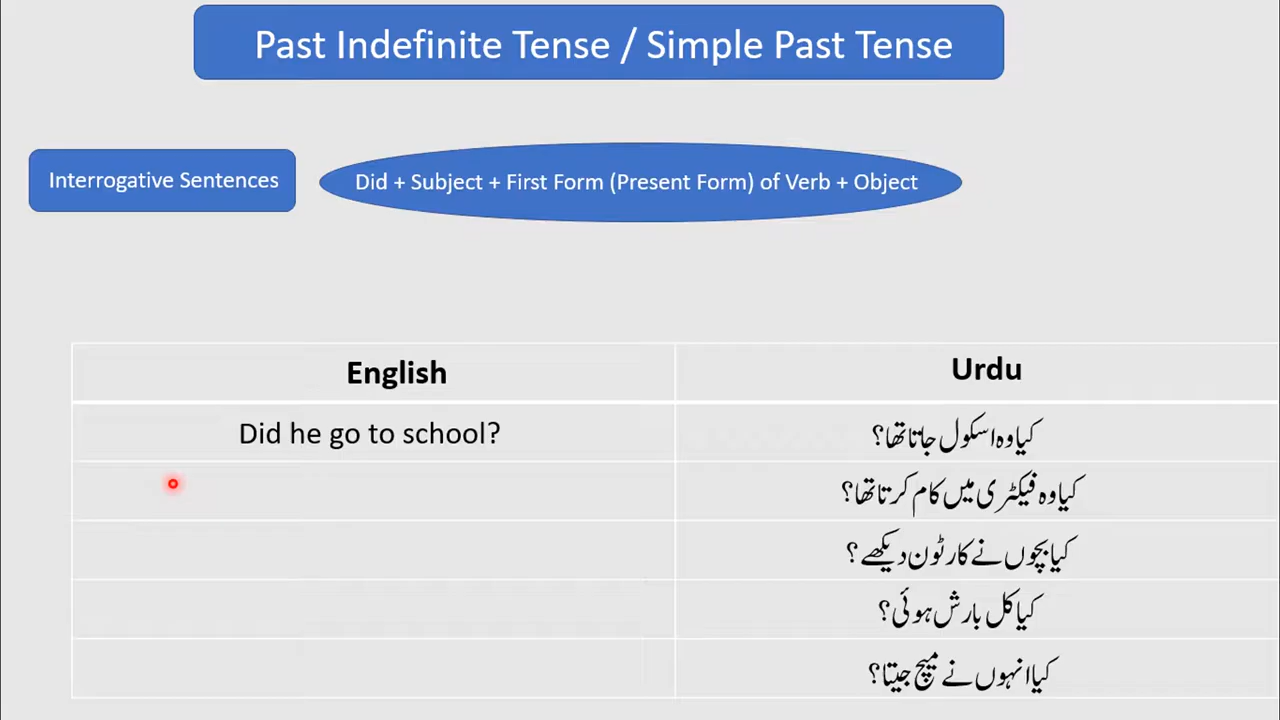 Past Indefinite Tense / Simple Past Tense
Interrogative Sentences
Did + Subject + First Form (Present Form) of Verb + Object
English
Urdu
Did he go to school?
کیا وہ اسکول جاتا تھا؟
کیا وہ فیکٹری میں کام کرتا تھا؟
کیا بچوں نے کارٹون دیکھے ؟
کیا کل بارش ہوئی؟
کیا انہوں نے میچ جیتا؟